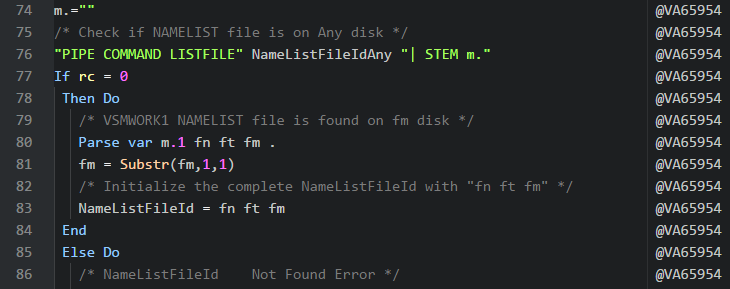 74 m.="" @VA65954
75 /* Check if NAMELIST file is on Any disk */ @VA65954
76 "PIPE COMMAND LISTFILE" NameListFileIdAny "| STEM m." @VA65954
77 If rc = 0 @VA65954
78 Then Do @VA65954
79 /* VSMWORK1 NAMELIST file is found on fm disk */ @VA65954
80 Parse var m.1 fn ft fm . @VA65954
81 fm = Substr(fm,1,1) @VA65954
82 /* Initialize the complete NameListFileId with "fn ft fm" */ @VA65954
83 NameListFileId = fn ft fm @VA65954
84 End @VA65954
85 Else Do @VA65954
86 /* NameListFileId    Not Found Error */ @VA65954